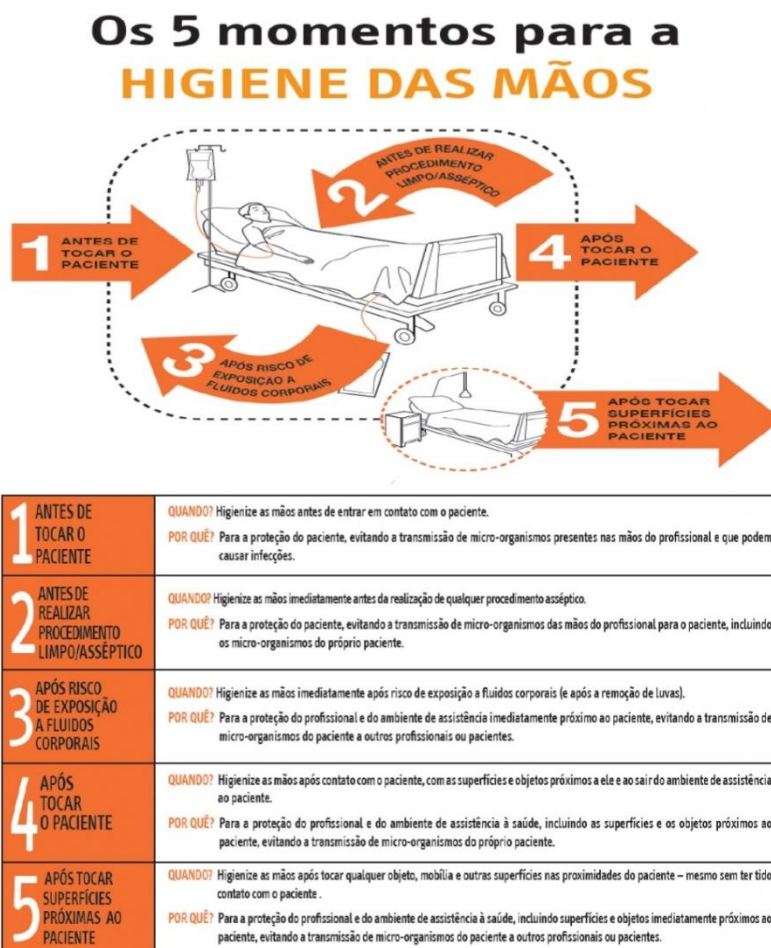 Os 5 momentos para a
HIGIENE DAS MÃOS
1 ANTES DE
TOCAR O
PACIENTE
2 ANTES DE REALIZAR
PROCEDIMENTO
LIMPO/ASSÉPTICO
3 APÓS RISCO DE
EXPOSIÇÃO A
FLUIDOS CORPORAIS
4 APÓS
TOCAR O
PACIENTE
5 APÓS TOCAR
SUPERFÍCIES
PRÓXIMAS AO
PACIENTE
1 ANTES DE
TOCAR O
PACIENTE
QUANDO? Higienize as mãos antes de entrar em contato com o paciente.
POR QUÊ? Para a proteção do paciente, evitando a transmissão de micro-organismos presentes nas mãos do profissional e que podem
causar infecções.
2 ANTES DE
REALIZAR
PROCEDIMENTO
LIMPO/ASSÉPTICO
QUANDO? Higienize as mãos imediatamente antes da realização de qualquer procedimento asséptico.
POR QUÊ? Para a proteção do paciente, evitando a transmissão de micro-organismos das mãos do profissional para o paciente, incluindo
os micro-organismos do próprio paciente.
3 APÓS RISCO
DE EXPOSIÇÃO
A FLUIDOS
CORPORAIS
QUANDO? Higienize as mãos imediatamente após risco de exposição a fluidos corporais (e após a remoção de luvas).
POR QUÊ? Para a proteção do profissional e do ambiente de assistência imediatamente próximo ao paciente, evitando a transmissão de
micro-organismos do paciente a outros profissionais ou pacientes.
4 APÓS
TOCAR
O PACIENTE
QUANDO? Higienize as mãos após contato com o paciente, com as superfícies e objetos próximos a ele e ao sair do ambiente de assistência
ao paciente.
POR QUÊ? Para a proteção do profissional e do ambiente de assistência à saúde, incluindo as superfícies e os objetos próximos ao
paciente, evitando a transmissão de micro-organismos do próprio paciente.
5 APÓS TOCAR
SUPERFÍCIES
PRÓXIMAS AO
PACIENTE
QUANDO? Higienize as mãos após tocar qualquer objeto, mobília e outras superfícies nas proximidades do paciente – mesmo sem ter tido
contato com o paciente .
POR QUÊ? Para a proteção do profissional e do ambiente de assistência à saúde, incluindo superfícies e objetos imediatamente próximos ao
paciente, evitando a transmissão de micro-organismos do paciente a outros profissionais ou pacientes.